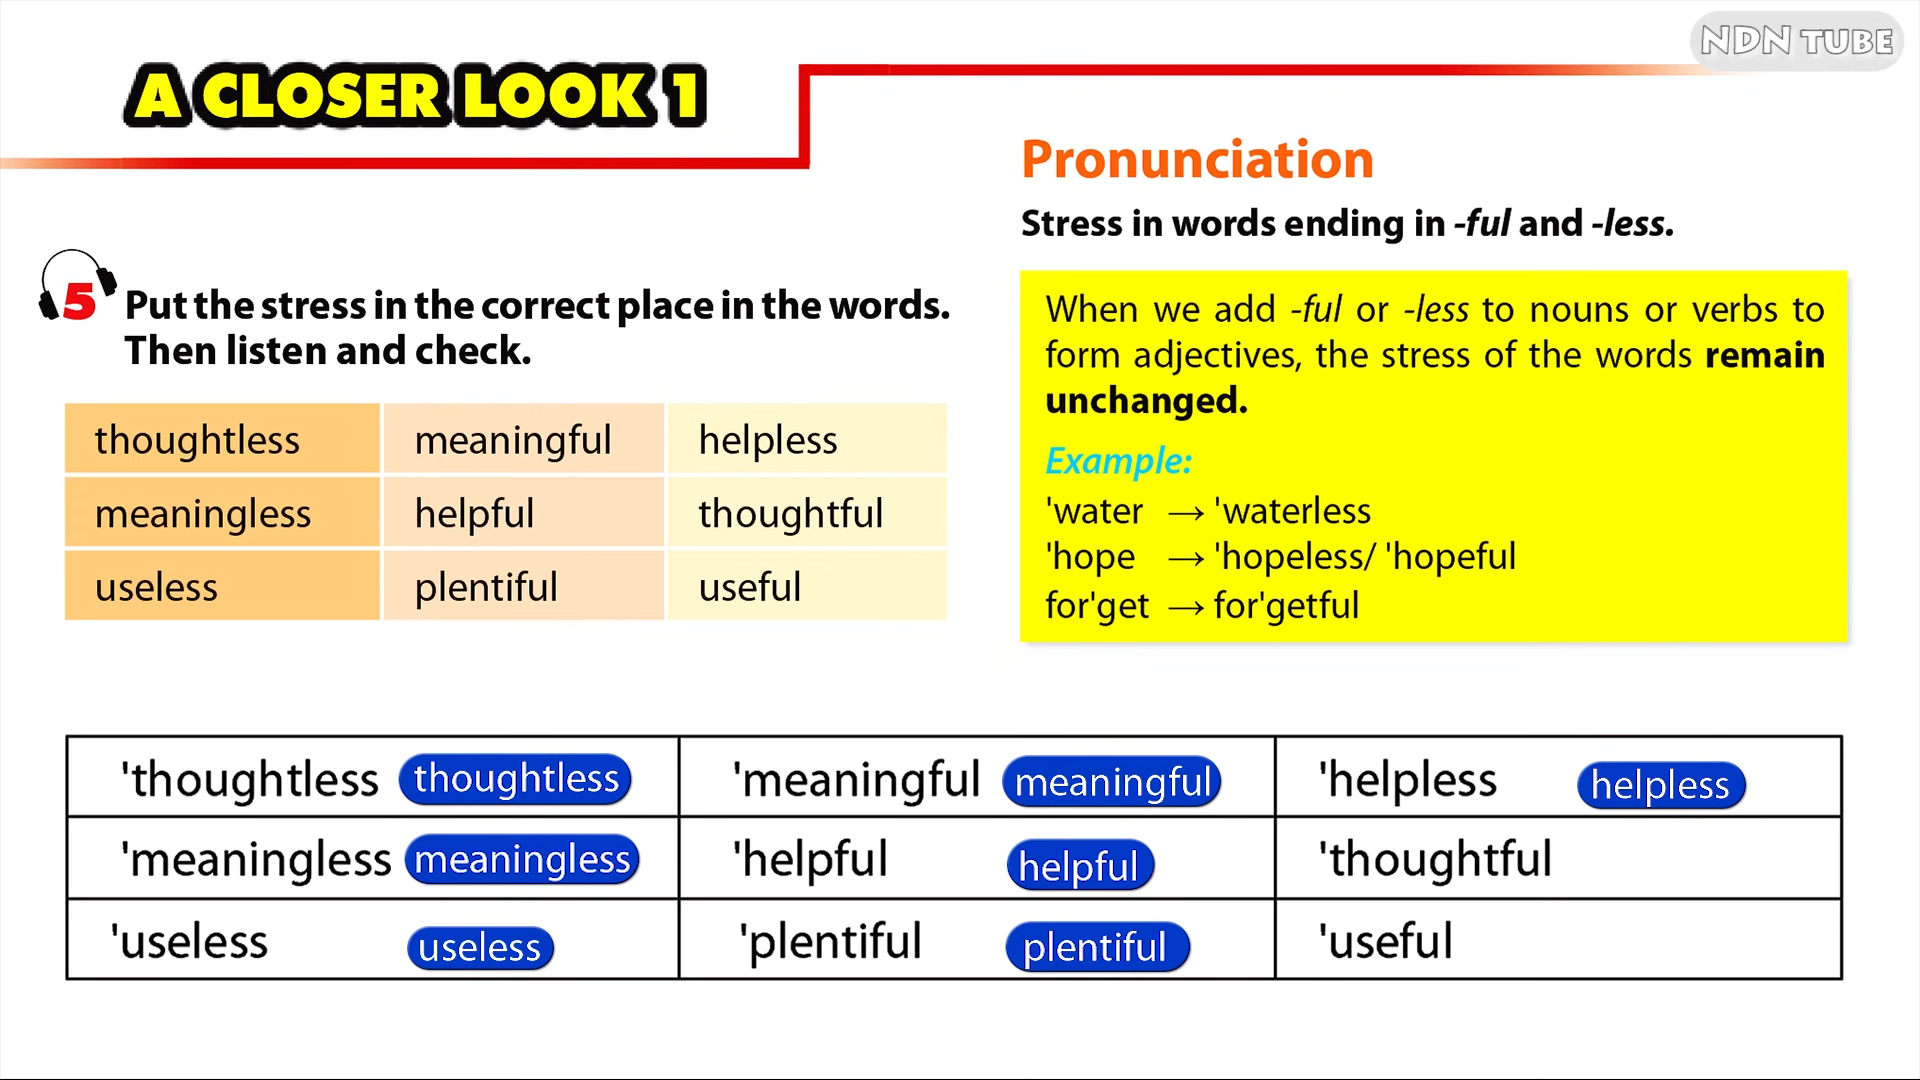 NDN TUBE
A CLOSER LOOK 1
Pronunciation
Stress in words ending in -ful and -less.
5 Put the stress in the correct place in the words.
Then listen and check.
thoughtless meaningful helpless
meaningless helpful thoughtful
useless plentiful useful
When we add -ful or -less to nouns or verbs to
form adjectives, the stress of the words remain
unchanged.
Example:
'water → 'waterless
'hope → 'hopeless/ 'hopeful
for'get → for'getful
'thoughtless thoughtless 'meaningful meaningful 'helpless helpless
'meaningless meaningless 'helpful helpful 'thoughtful
'useless useless 'plentiful plentiful 'useful